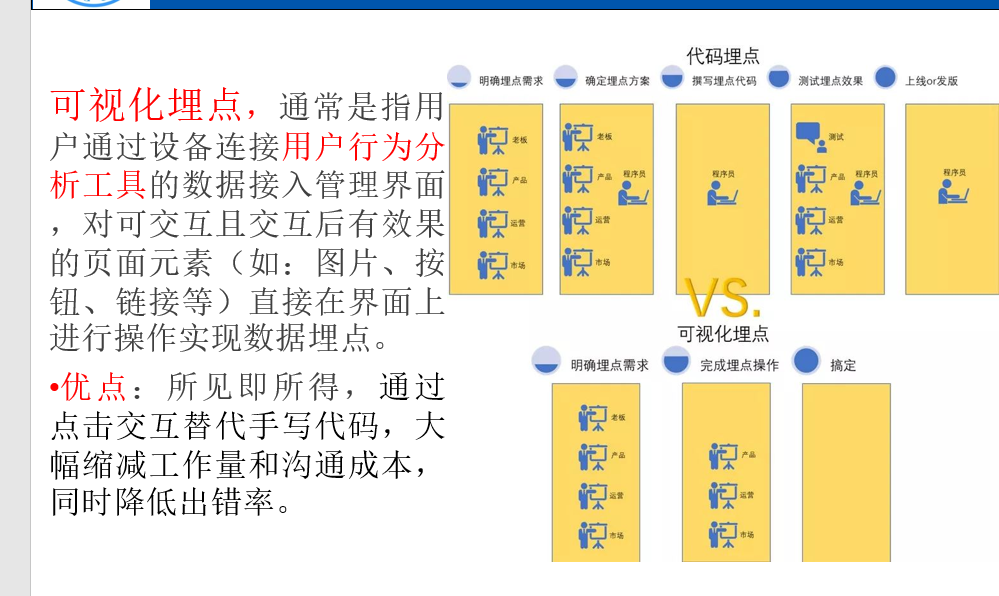 可视化埋点，通常是指用
户通过设备连接用户行为分
析工具的数据接入管理界面
，对可交互且交互后有效果
的页面元素（如：图片、按
钮、链接等）直接在界面上
进行操作实现数据埋点。
•优点：所见即所得，通过
点击交互替代手写代码，大
幅缩减工作量和沟通成本，
同时降低出错率。
代码埋点
明确埋点需求 确定埋点方案 撰写埋点代码 测试埋点效果 上线or发版
老板 老板 测试
产品 产品 程序员 程序员 产品 程序员 程序员
运营 运营 运营
市场 市场 市场
VS.
可视化埋点
明确埋点需求 完成埋点操作 搞定
老板
产品 产品
运营 运营
市场 市场